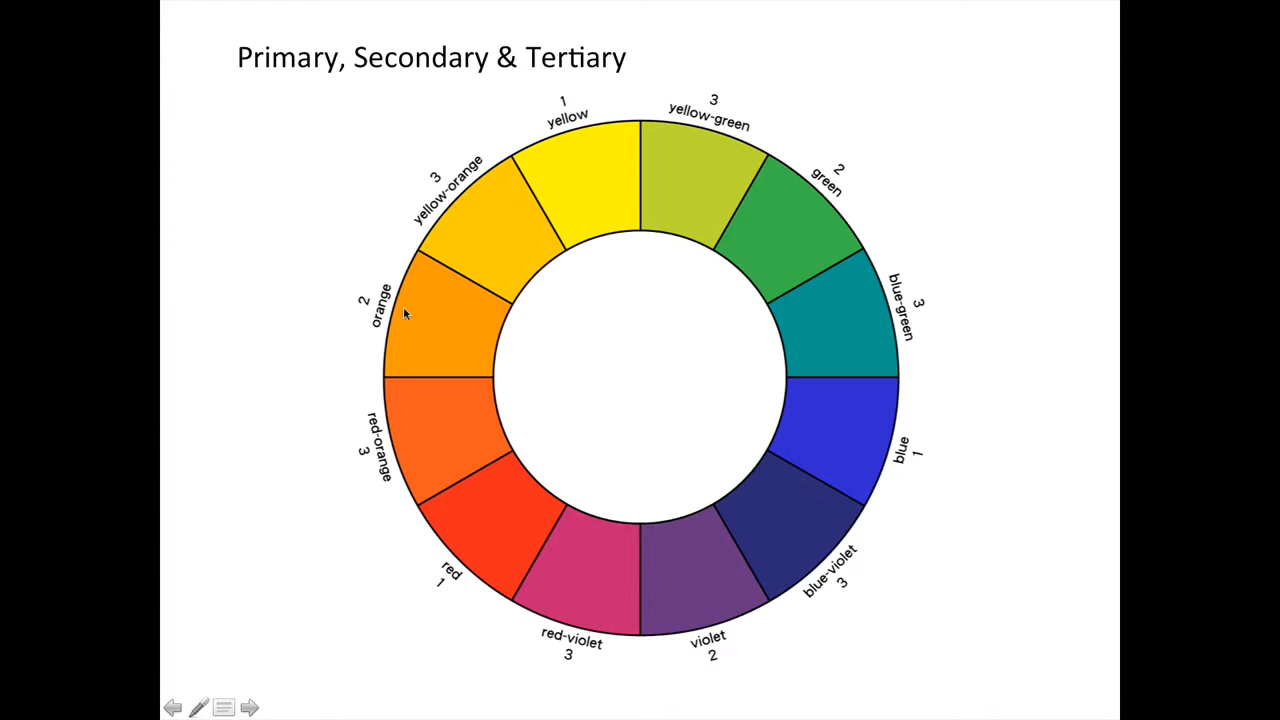 Primary, Secondary & Tertiary
1
yellow
3
yellow-green
2
green
3
blue-green
blue
1
blue-violet
3
violet
2
red-violet
3
red
1
red-orange
3
2
orange
3
yellow-orange